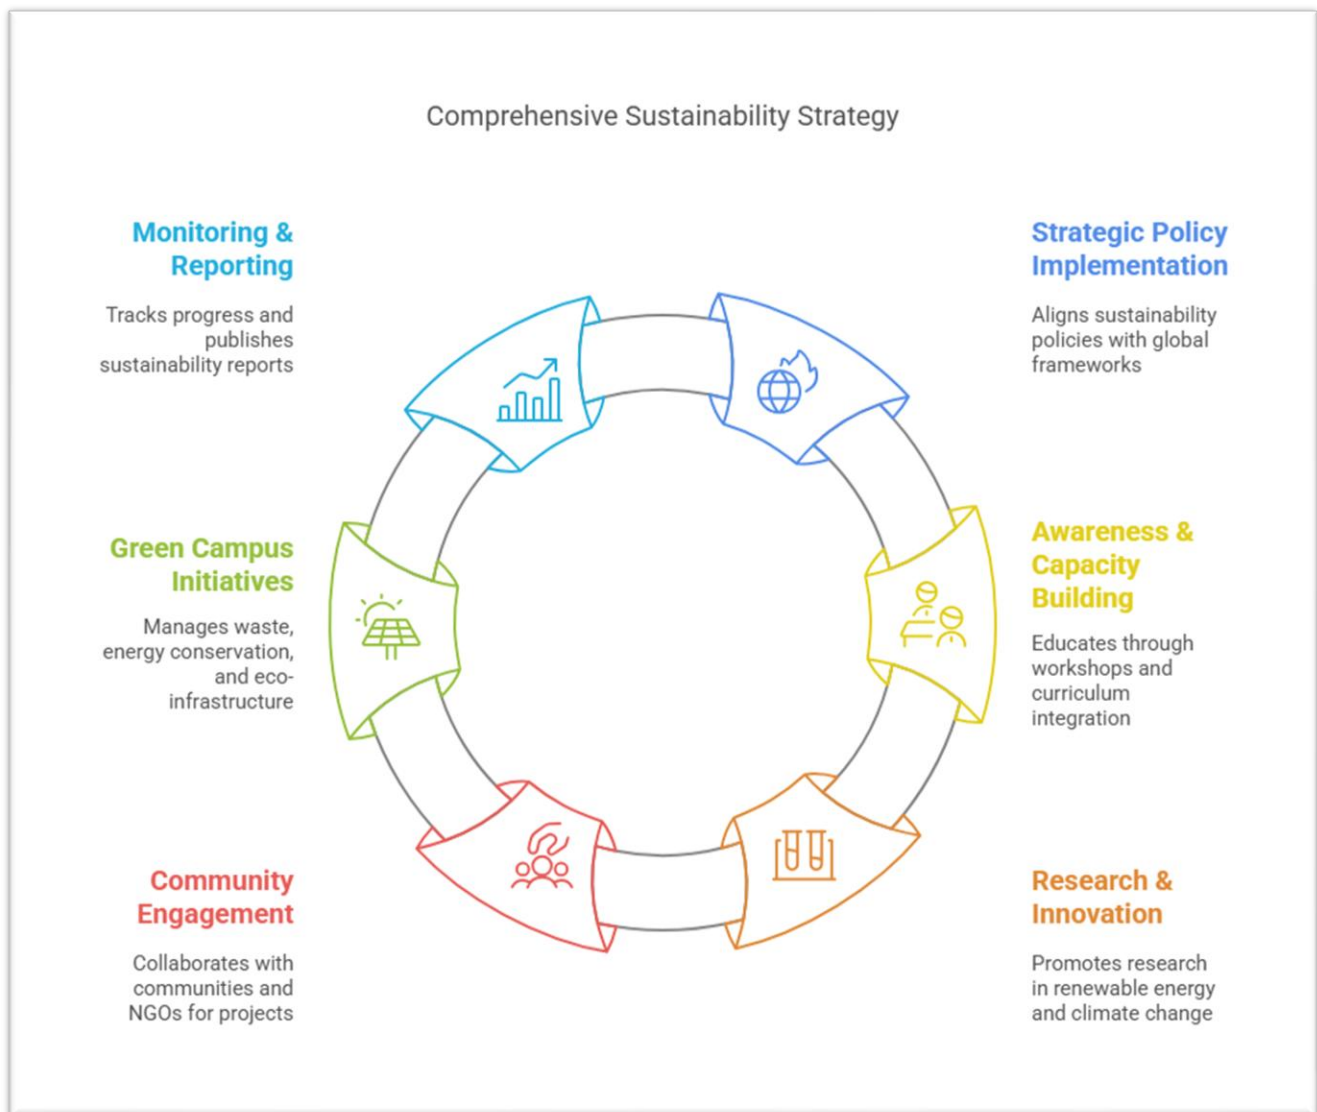 Comprehensive Sustainability Strategy
Monitoring &
Reporting
Tracks progress and
publishes
sustainability reports
Strategic Policy
Implementation
Aligns sustainability
policies with global
frameworks
Green Campus
Initiatives
Manages waste,
energy conservation,
and eco-
infrastructure
Awareness &
Capacity
Building
Educates through
workshops and
curriculum
integration
Community
Engagement
Collaborates with
communities and
NGOs for projects
Research &
Innovation
Promotes research
in renewable energy
and climate change